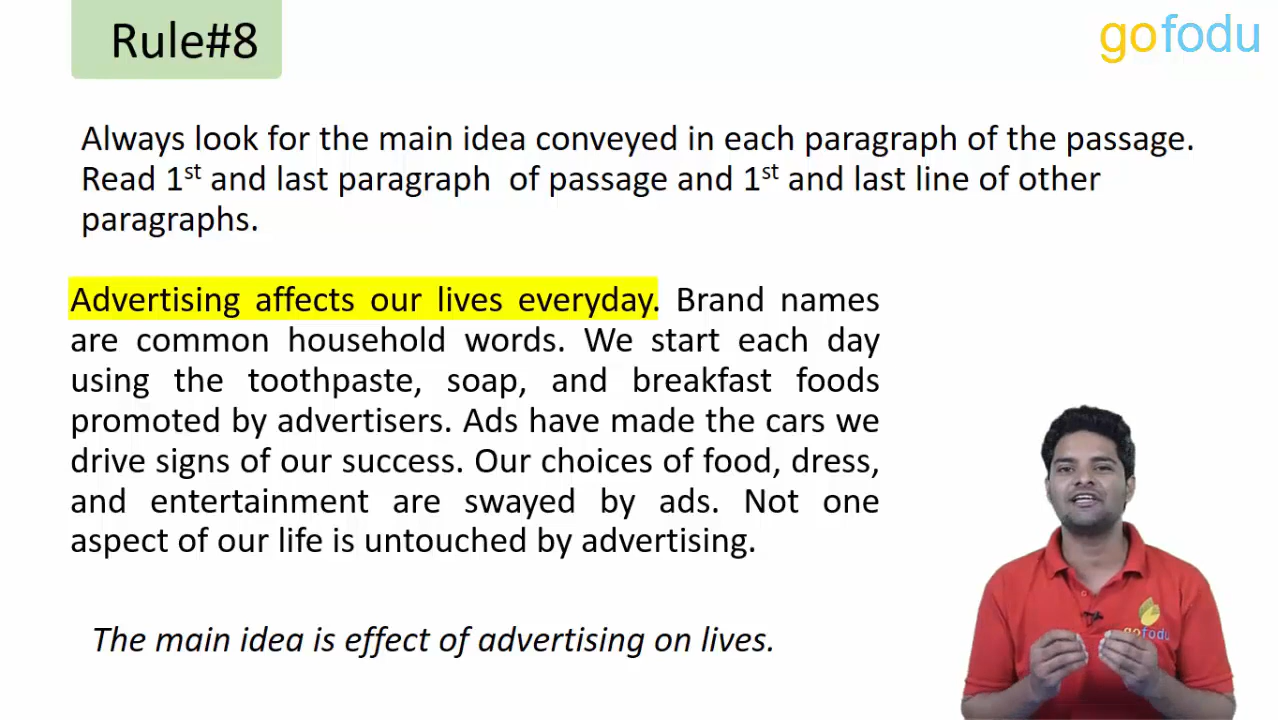 Rule#8
gofodu
Always look for the main idea conveyed in each paragraph of the passage.
Read 1st and last paragraph of passage and 1st and last line of other
paragraphs.
Advertising affects our lives everyday. Brand names
are common household words. We start each day
using the toothpaste, soap, and breakfast foods
promoted by advertisers. Ads have made the cars we
drive signs of our success. Our choices of food, dress,
and entertainment are swayed by ads. Not one
aspect of our life is untouched by advertising.
The main idea is effect of advertising on lives.
gofodu